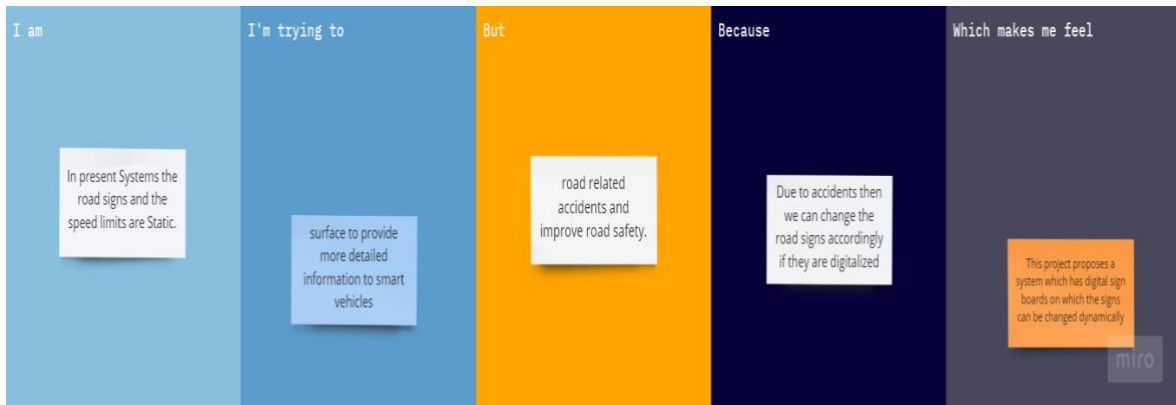 I am
In present Systems the
road signs and the
speed limits are Static.
I'm trying to
surface to provide
more detailed
information to smart
vehicles
But
road related
accidents and
improve road safety.
Because
Due to accidents then
we can change the
road signs accordingly
if they are digitalized
Which makes me feel
This project proposes a
system which has digital sign
boards on which the signs
can be changed dynamically
miro